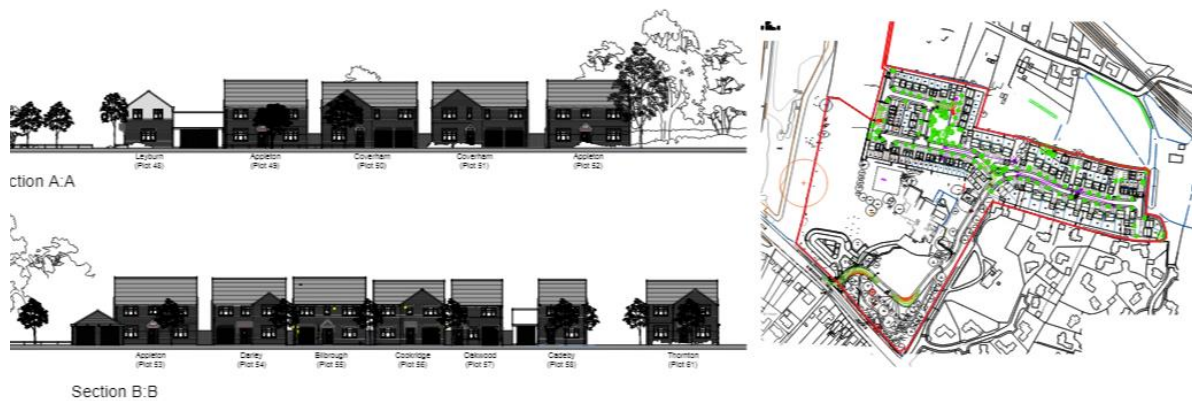 Leyburn
(Plot 48)
Appleton
(Plot 49)
Coverham
(Plot 50)
Coverham
(Plot 51)
Appleton
(Plot 52)
ction A:A
Appleton
(Plot 53)
Darley
(Plot 54)
Bilbrough
(Plot 55)
Cookridge
(Plot 56)
Oakwood
(Plot 57)
Cadeby
(Plot 58)
Thornton
(Plot 61)
Section B:B